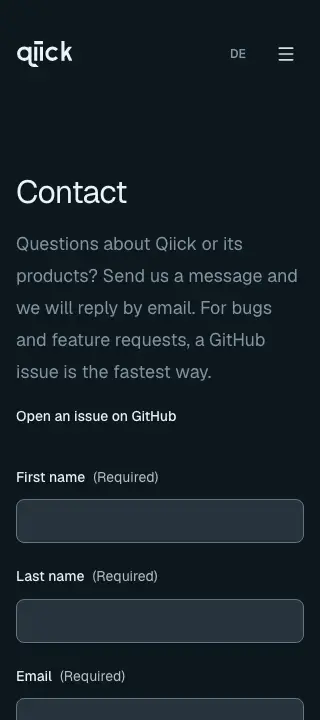 qiick
DE
Contact
Questions about Qiick or its
products? Send us a message and
we will reply by email. For bugs
and feature requests, a GitHub
issue is the fastest way.
Open an issue on GitHub
First name (Required)
Last name (Required)
Email (Required)